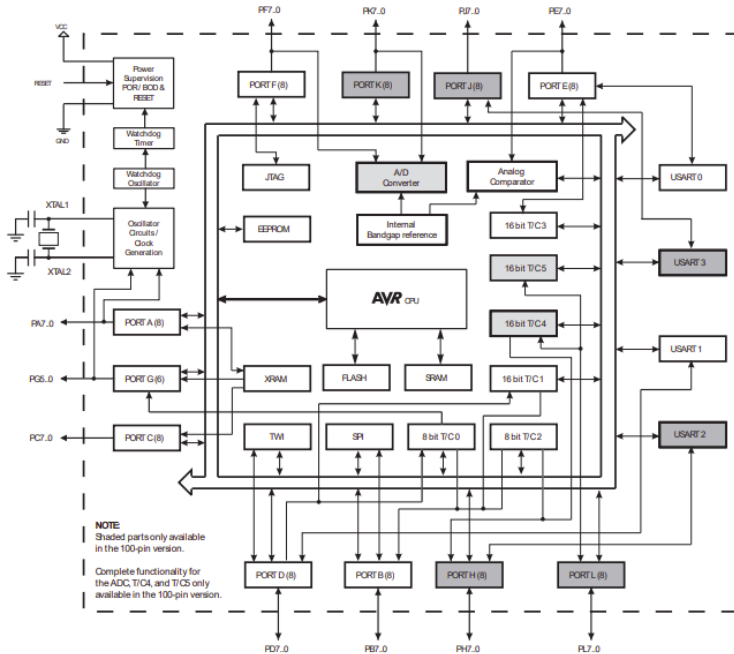 PF7..0
PK7..0
PJ7..0
PE7..0
VCC
RESET
GND
Power
Supervision
POR/ BOD &
RESET
PORT F (8)
PORT K (8)
PORT J (8)
PORT E (8)
Watchdog
Timer
Watchdog
Oscillator
XTAL1
XTAL2
Oscillator
Circuits /
Clock
Generation
JTAG
A/D
Converter
Analog
Comparator
USART 0
EEPROM
Internal
Bandgap reference
16 bit T/C3
16 bit T/C5
USART 3
AVR CPU
16 bit T/C4
PA7..0
PORT A (8)
USART 1
PG5..0
PORT G (6)
XRAM
FLASH
SRAM
16 bit T/C1
PC7..0
PORT C (8)
TWI
SPI
8 bit T/C0
8 bit T/C2
USART 2
NOTE:
Shaded parts only available
in the 100-pin version.
Complete functionality for
the ADC, T/C4, and T/C5 only
available in the 100-pin version.
PORT D (8)
PORT B (8)
PORT H (8)
PORT L (8)
PD7..0
PB7..0
PH7..0
PL7..0